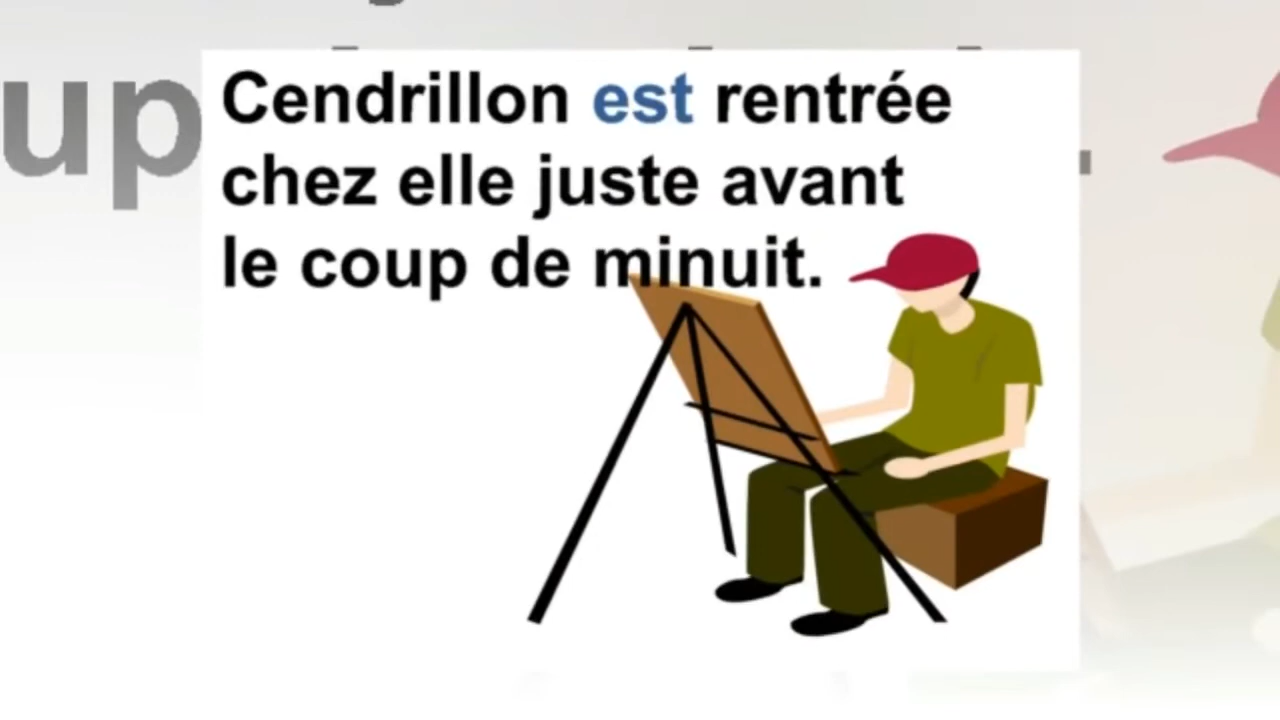 Cendrillon est rentrée
chez elle juste avant
le coup de minuit.